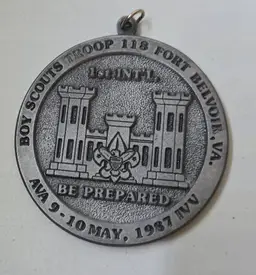 BOY SCOUTS TROOP 118 FORT BELVOIR, VA.
BE PREPARED
AVA 9-10 MAY, 1987 IVV